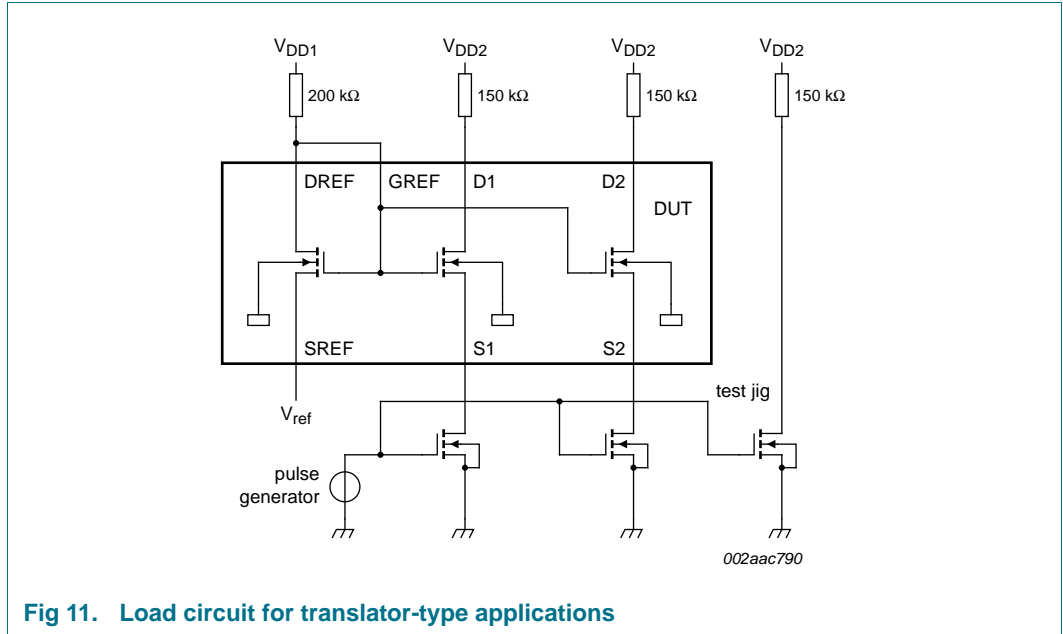 V_DD1 V_DD2 V_DD2 V_DD2
200 kΩ 150 kΩ 150 kΩ 150 kΩ
DREF GREF D1 D2
DUT
SREF S1 S2
test jig
V_ref
pulse
generator
002aac790
Fig 11. Load circuit for translator-type applications